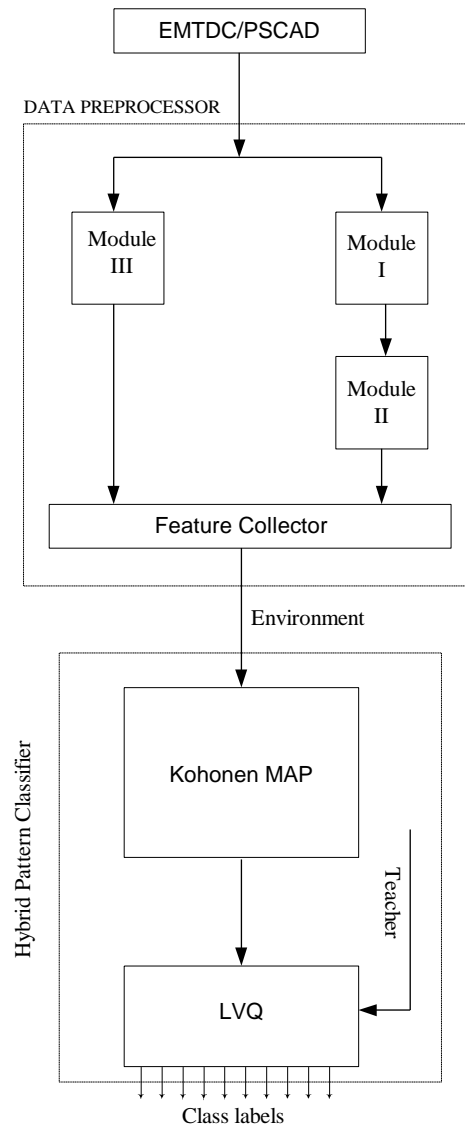 EMTDC/PSCAD
DATA PREPROCESSOR
Module
III
Module
I
Module
II
Feature Collector
Environment
Hybrid Pattern Classifier
Kohonen MAP
Teacher
LVQ
Class labels